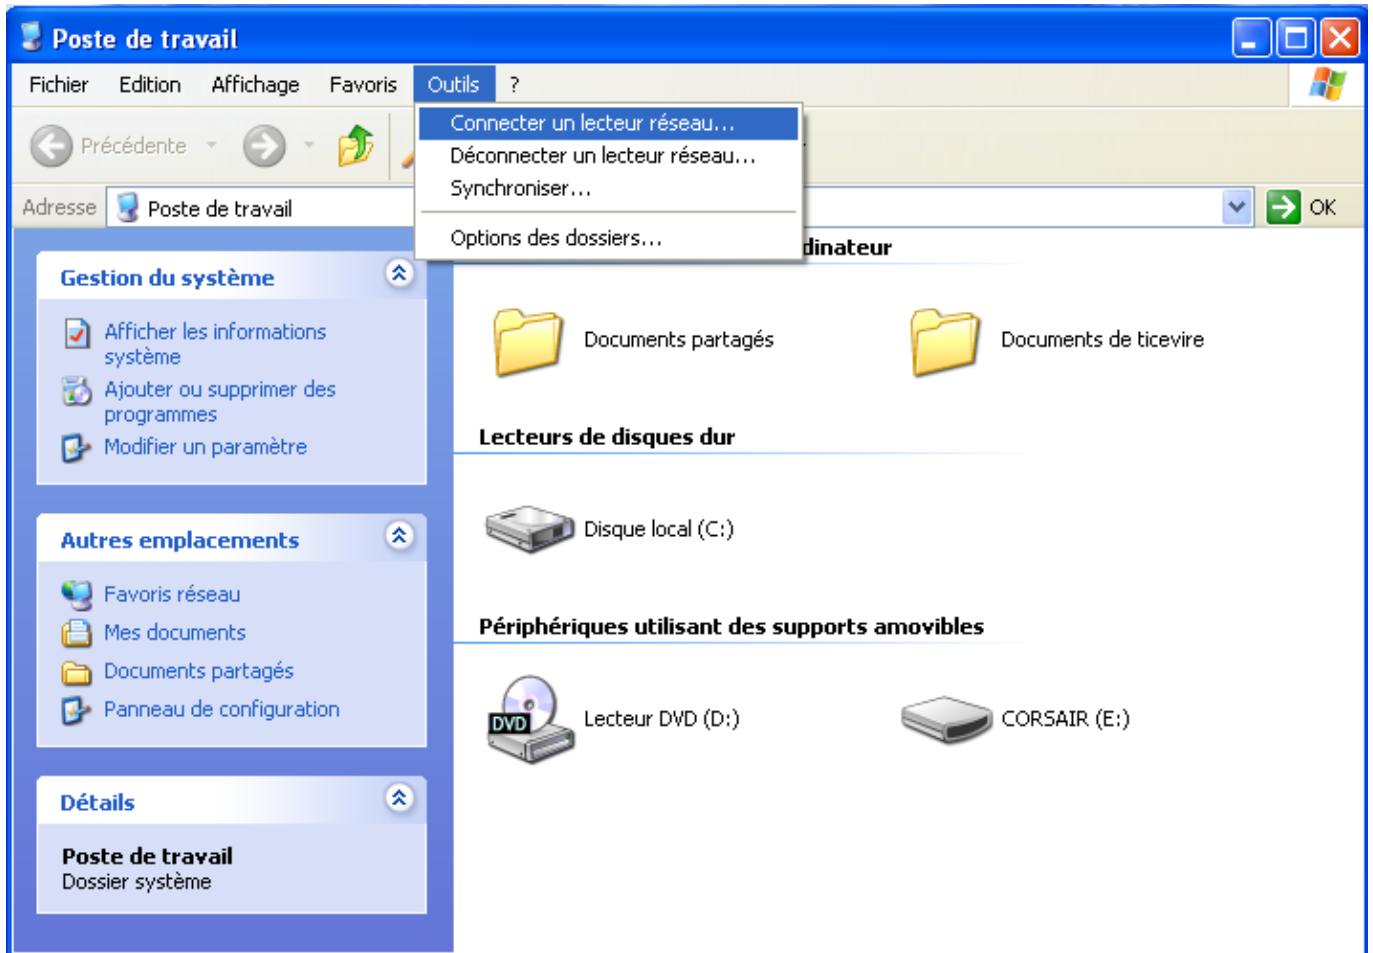 Poste de travail
Fichier Edition Affichage Favoris Outils ?
Connecter un lecteur réseau...
Déconnecter un lecteur réseau...
Synchroniser...
Options des dossiers...
Précédente
Adresse Poste de travail OK
dinateur
Gestion du système
Afficher les informations
système
Ajouter ou supprimer des
programmes
Modifier un paramètre
Autres emplacements
Favoris réseau
Mes documents
Documents partagés
Panneau de configuration
Détails
Poste de travail
Dossier système
Documents partagés Documents de ticevire
Lecteurs de disques dur
Disque local (C:)
Périphériques utilisant des supports amovibles
DVD
Lecteur DVD (D:) CORSAIR (E:)